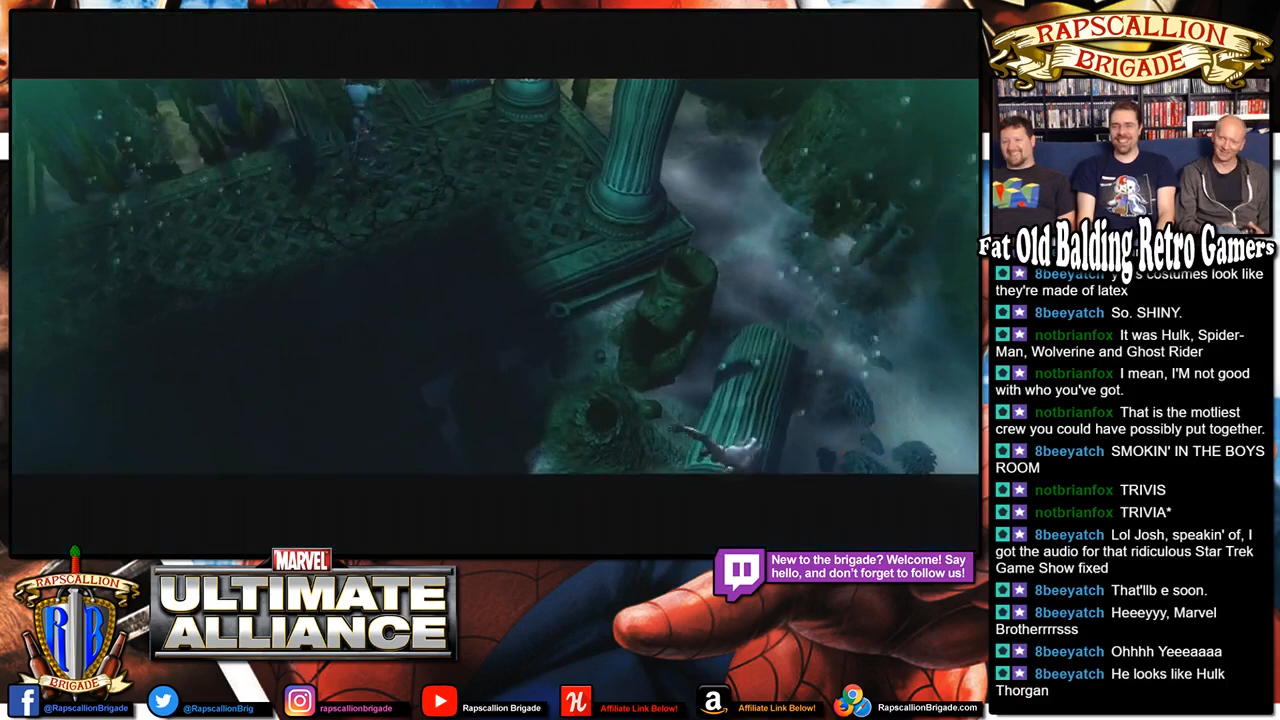 RAPSCALLION
BRIGADE
Fat Old Balding Retro Gamers
costumes look like
they're made of latex
8beeyatch So. SHINY.
notbrianfox It was Hulk, Spider-
Man, Wolverine and Ghost Rider
notbrianfox I mean, I'M not good
with who you've got.
notbrianfox That is the motliest
crew you could have possibly put together.
8beeyatch SMOKIN' IN THE BOYS
ROOM
notbrianfox TRIVIS
notbrianfox TRIVIA*
8beeyatch Lol Josh, speakin' of, I
got the audio for that ridiculous Star Trek
Game Show fixed
8beeyatch That'llb e soon.
8beeyatch Heeeyyy, Marvel
Brotherrrrsss
8beeyatch Ohhhh Yeeeaaaa
8beeyatch He looks like Hulk
Thorgan
RAPSCALLION
R B
BRIGADE
MARVEL
ULTIMATE
ALLIANCE
New to the brigade? Welcome! Say
hello, and don't forget to follow us!
@RapscallionBrigade
@RapscallionBrig
rapscallionbrigade
Rapscallion Brigade
Affiliate Link Below!
Affiliate Link Below!
RapscallionBrigade.com